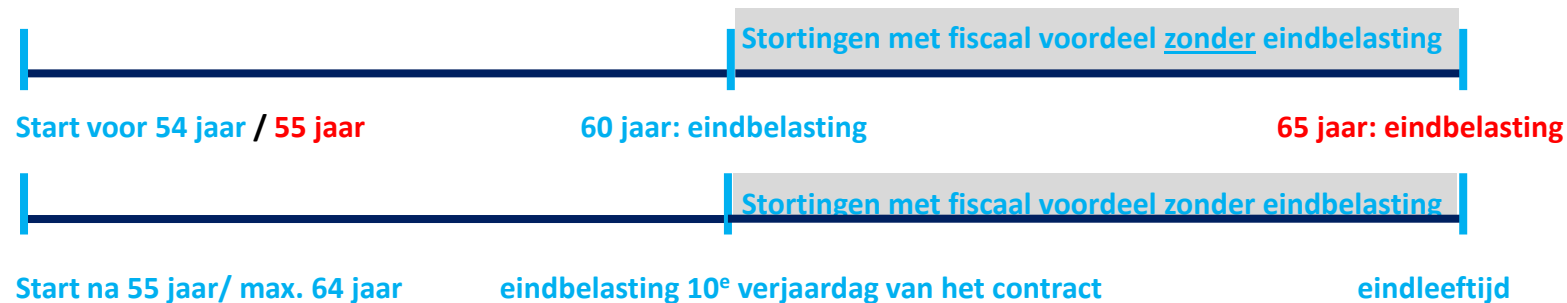 Stortingen met fiscaal voordeel zonder eindbelasting
Start voor 54 jaar / 55 jaar 60 jaar: eindbelasting 65 jaar: eindbelasting
Stortingen met fiscaal voordeel zonder eindbelasting
Start na 55 jaar/ max. 64 jaar eindbelasting 10e verjaardag van het contract eindleeftijd